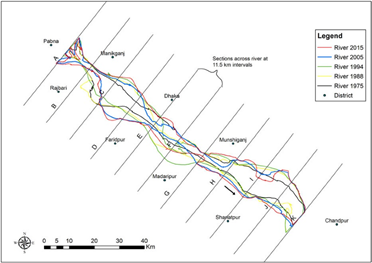 Pabna
Manikganj
A
Rajbari
B
C
Dhaka
Sections across river at
11.5 km intervals
D
Faridpur
E
F
Madaripur
G
Munshiganj
H
I
Shariatpur
J
K
Chandpur
Legend
River 2015
River 2005
River 1994
River 1988
River 1975
District
0 5 10 20 30 40
Km